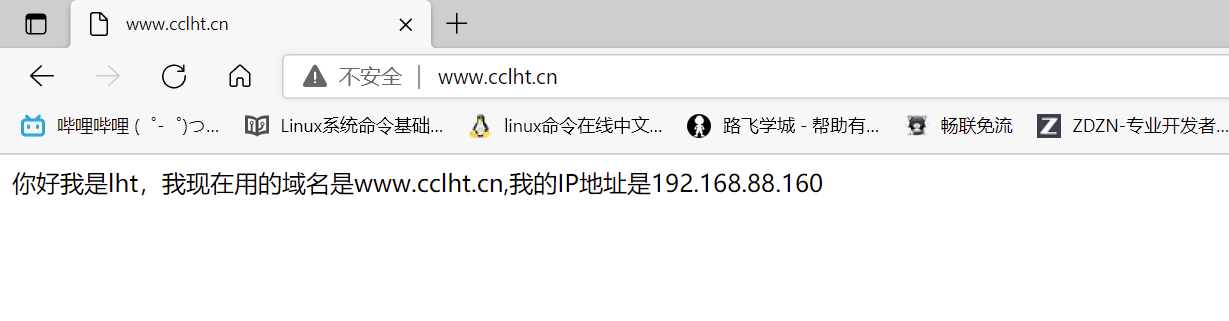 www.cclht.cn
不安全 | www.cclht.cn
哔哩哔哩 (゜-゜)つ... Linux系统命令基础... linux命令在线中文... 路飞学城 - 帮助有... 畅联免流 ZDZN-专业开发者...
你好我是lht，我现在用的域名是www.cclht.cn,我的IP地址是192.168.88.160